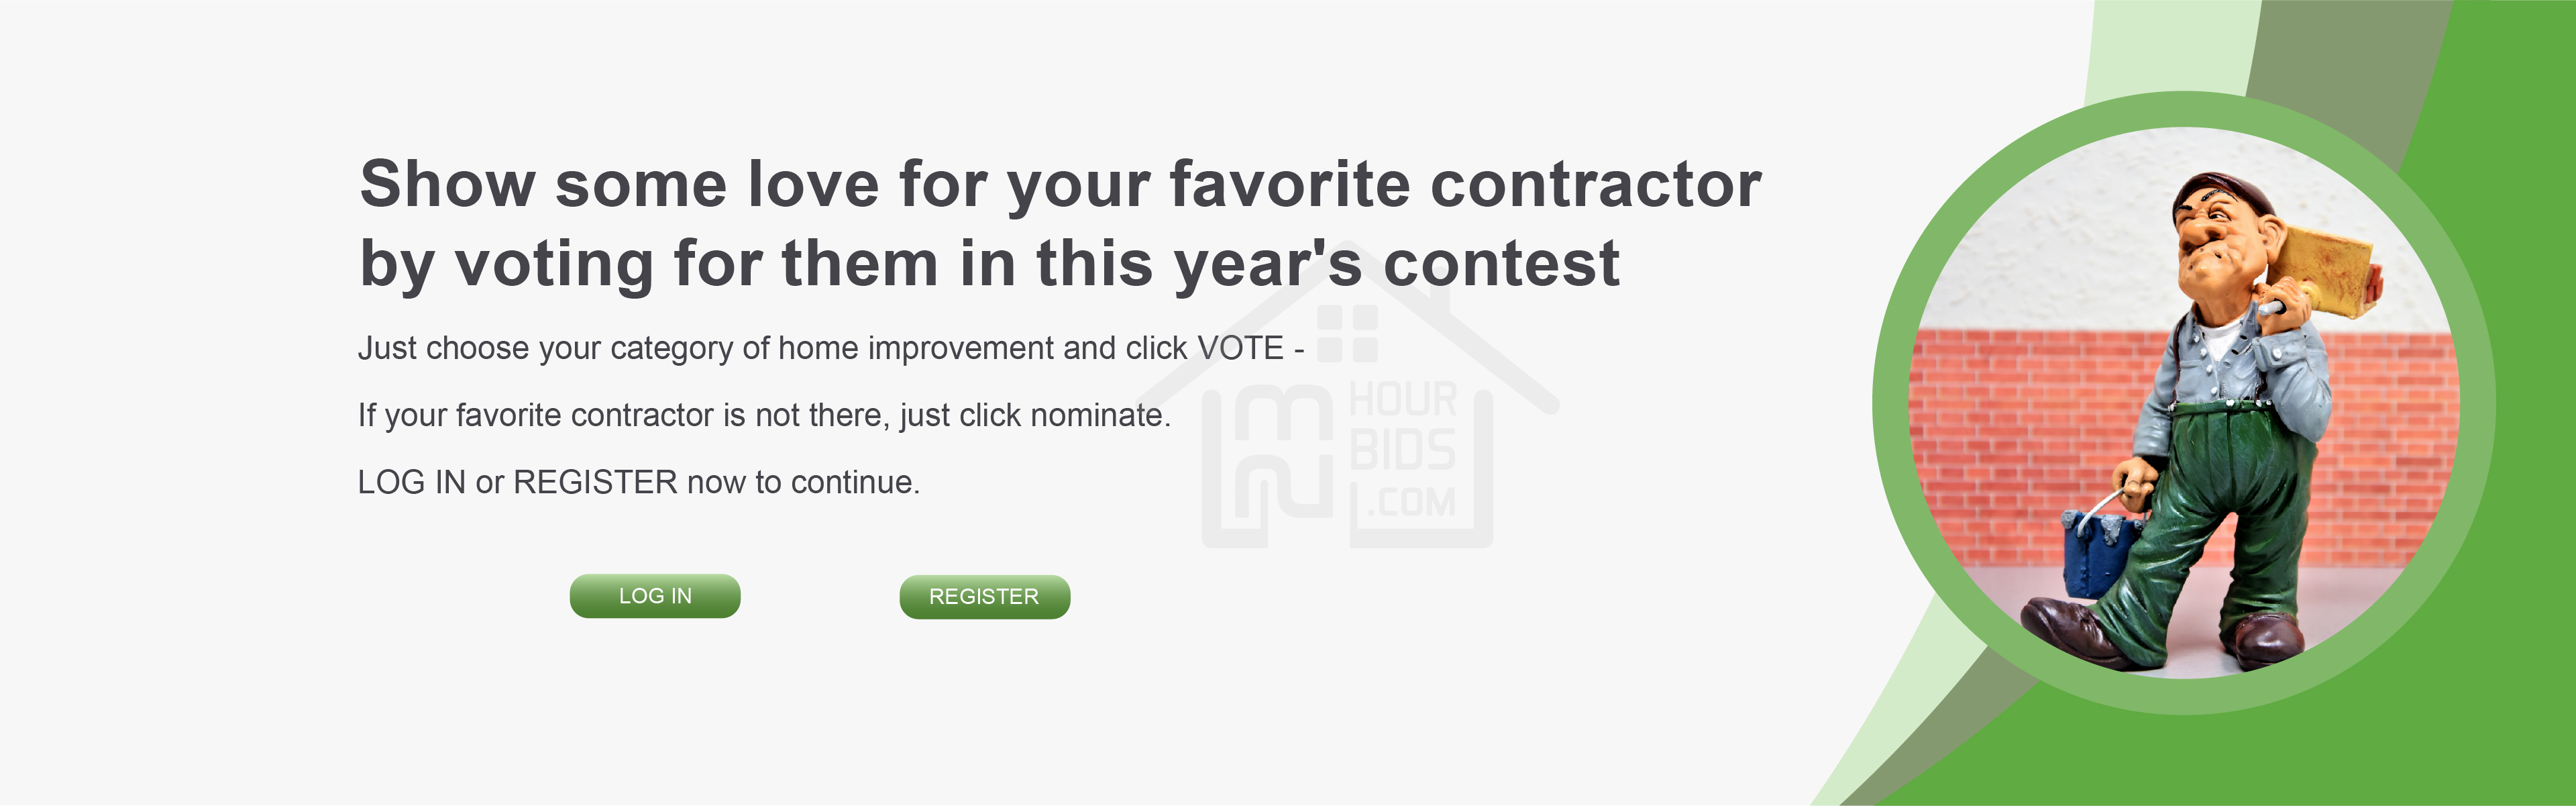 Show some love for your favorite contractor
by voting for them in this year's contest
Just choose your category of home improvement and click VOTE -
If your favorite contractor is not there, just click nominate.
LOG IN or REGISTER now to continue.
HOUR
BIDS
.COM
LOG IN
REGISTER